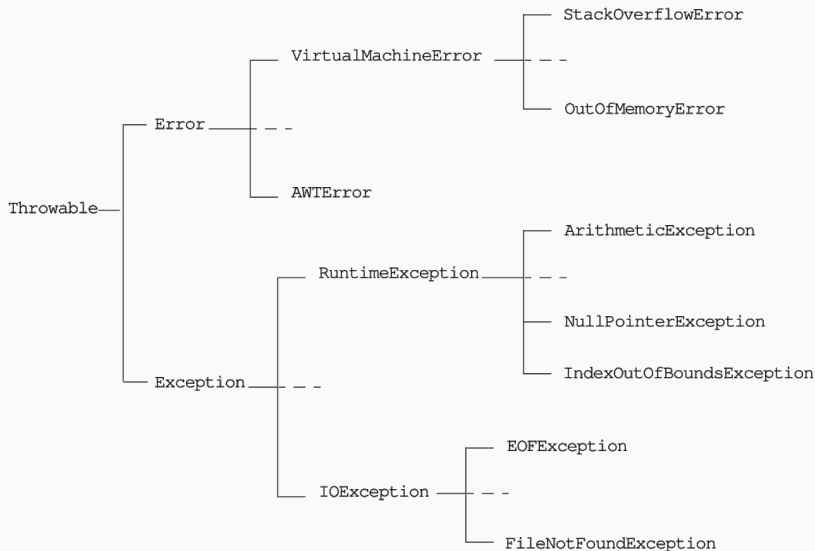 StackOverflowError
VirtualMachineError
OutOfMemoryError
Error
AWTError
Throwable
ArithmeticException
RuntimeException
NullPointerException
IndexOutOfBoundsException
Exception
EOFException
IOException
FileNotFoundException